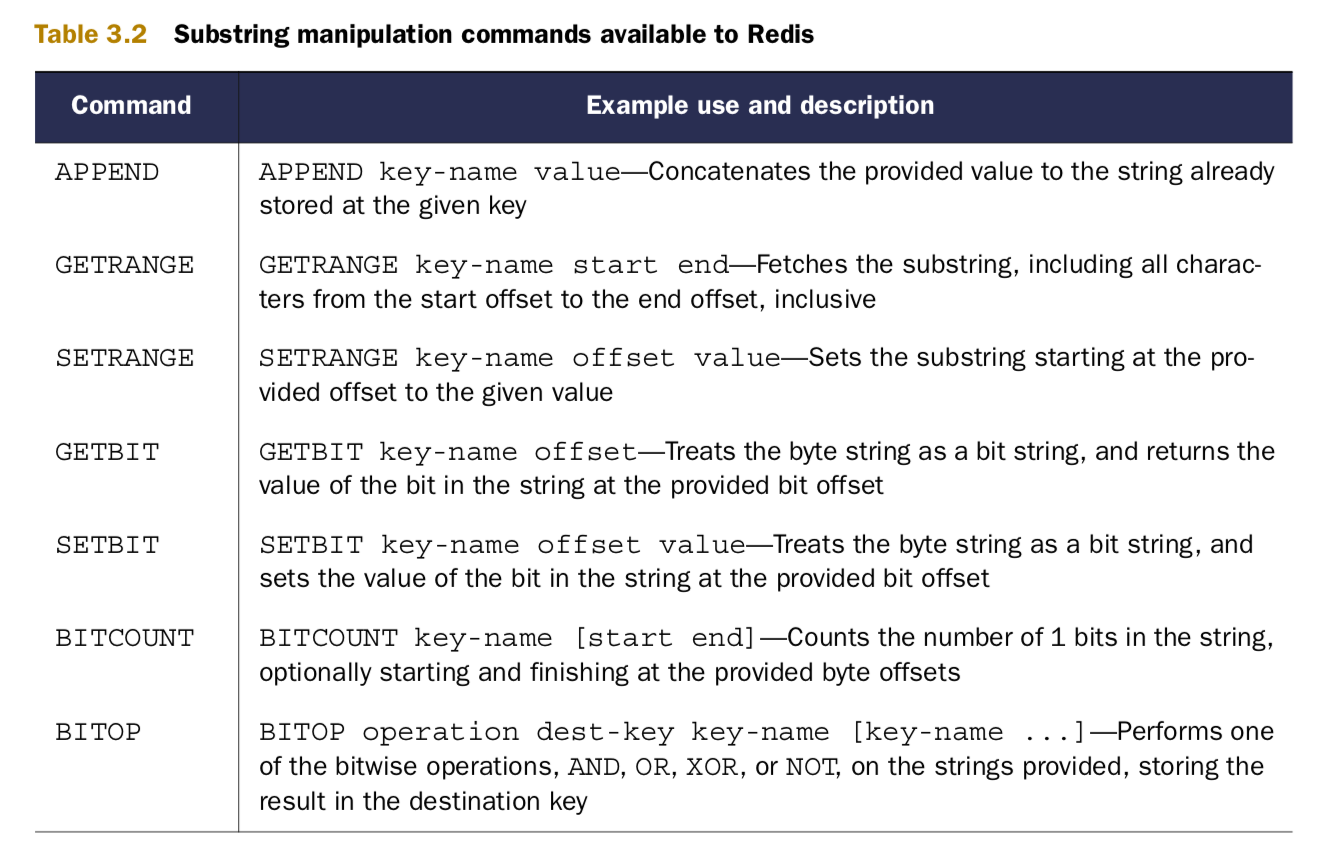 Table 3.2 Substring manipulation commands available to Redis
Command Example use and description
APPEND APPEND key-name value—Concatenates the provided value to the string already
stored at the given key
GETRANGE GETRANGE key-name start end—Fetches the substring, including all charac-
ters from the start offset to the end offset, inclusive
SETRANGE SETRANGE key-name offset value—Sets the substring starting at the pro-
vided offset to the given value
GETBIT GETBIT key-name offset—Treats the byte string as a bit string, and returns the
value of the bit in the string at the provided bit offset
SETBIT SETBIT key-name offset value—Treats the byte string as a bit string, and
sets the value of the bit in the string at the provided bit offset
BITCOUNT BITCOUNT key-name [start end]—Counts the number of 1 bits in the string,
optionally starting and finishing at the provided byte offsets
BITOP BITOP operation dest-key key-name [key-name ...]—Performs one
of the bitwise operations, AND, OR, XOR, or NOT, on the strings provided, storing the
result in the destination key